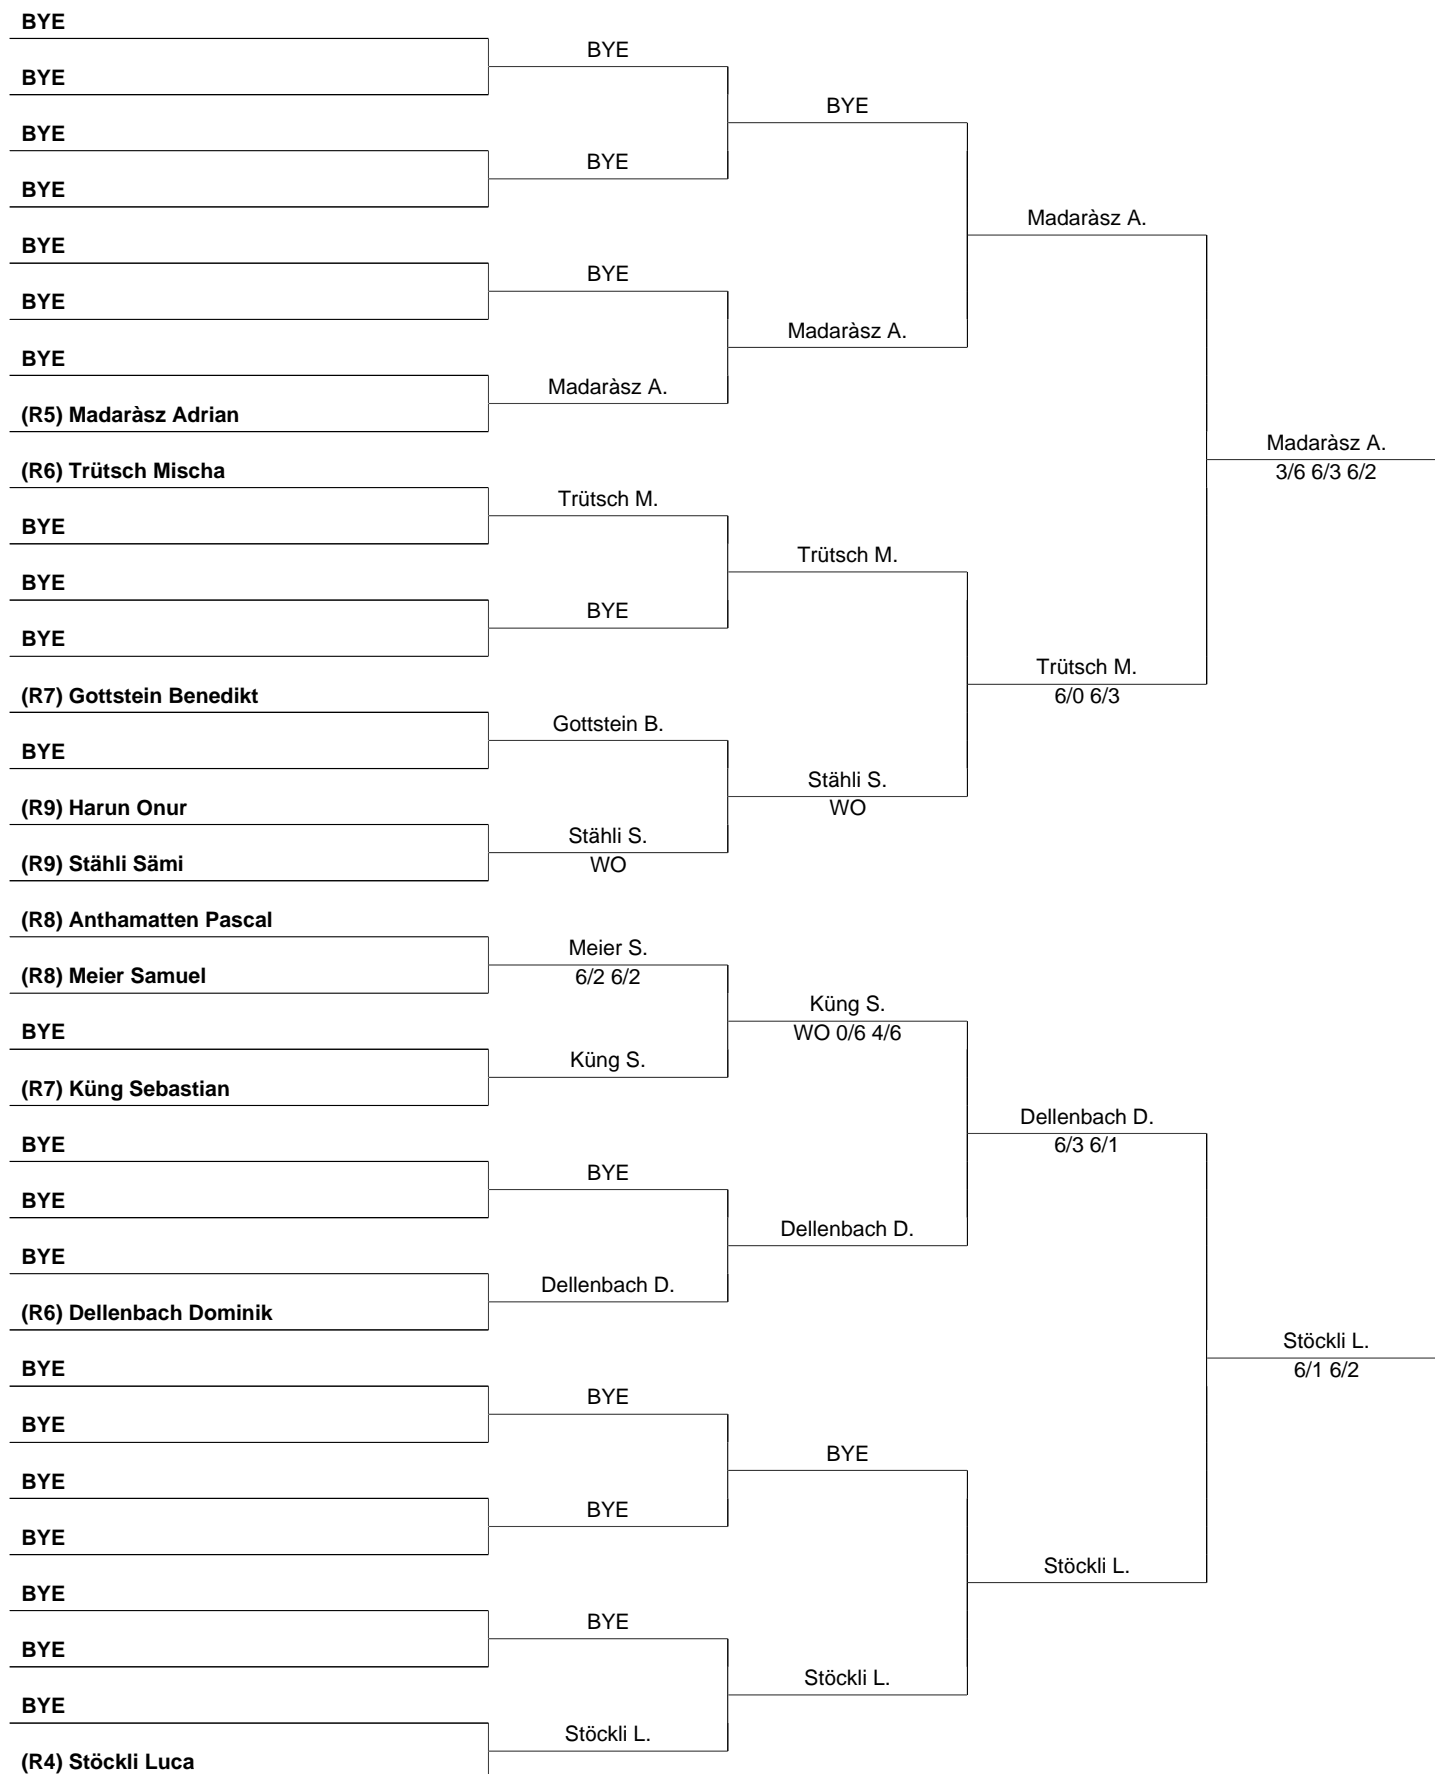 BYE
BYE
BYE
BYE
BYE
BYE
BYE
(R5) Madaràsz Adrian
(R6) Trütsch Mischa
BYE
BYE
BYE
(R7) Gottstein Benedikt
BYE
(R9) Harun Onur
(R9) Stähli Sämi
(R8) Anthamatten Pascal
(R8) Meier Samuel
BYE
(R7) Küng Sebastian
BYE
BYE
BYE
(R6) Dellenbach Dominik
BYE
BYE
BYE
BYE
BYE
BYE
BYE
(R4) Stöckli Luca
BYE
BYE
BYE
Madaràsz A.
Trütsch M.
BYE
Gottstein B.
Stähli S.
WO
Meier S.
6/2 6/2
Küng S.
BYE
Dellenbach D.
BYE
BYE
BYE
Stöckli L.
BYE
Madaràsz A.
Trütsch M.
Stähli S.
WO
Küng S.
WO 0/6 4/6
Dellenbach D.
BYE
Stöckli L.
Madaràsz A.
Trütsch M.
6/0 6/3
Dellenbach D.
6/3 6/1
Stöckli L.
Madaràsz A.
3/6 6/3 6/2
Stöckli L.
6/1 6/2